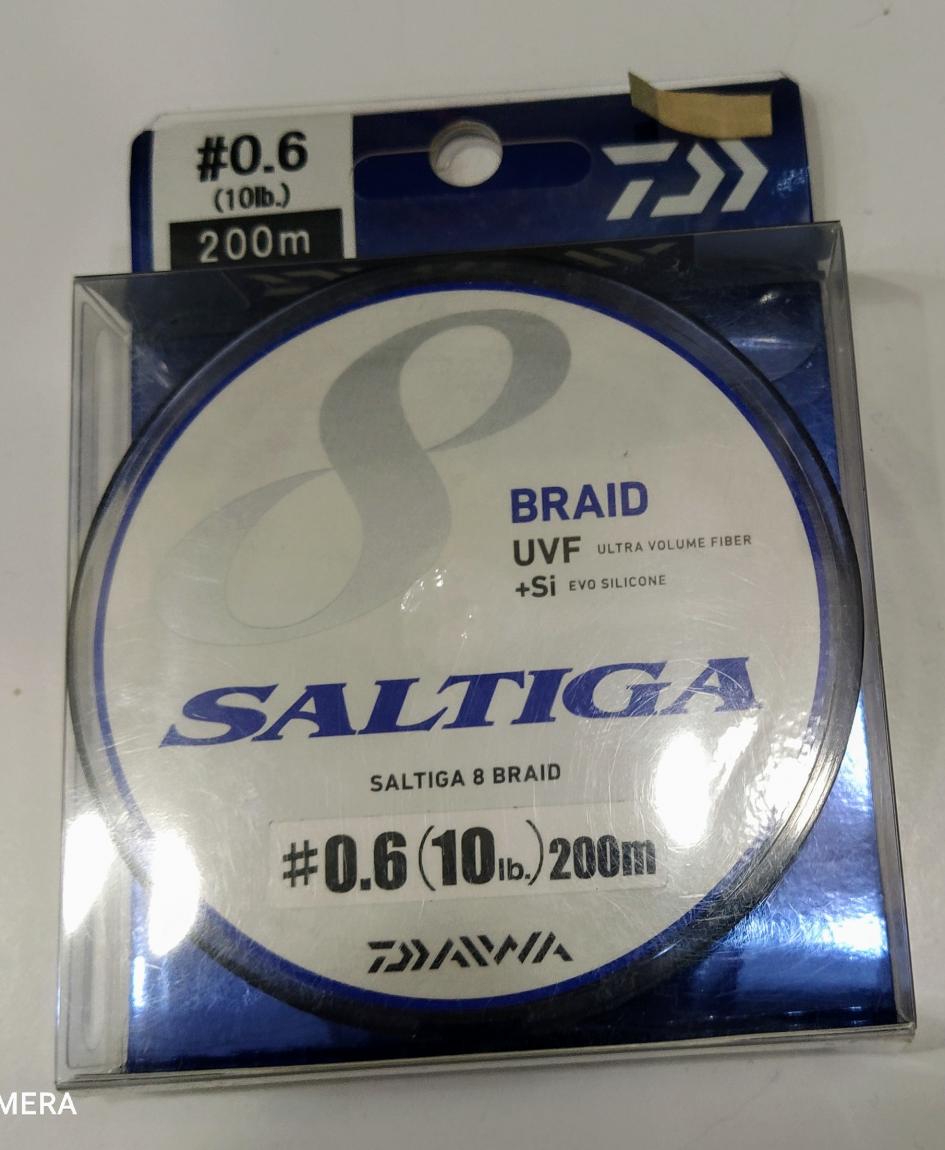 #0.6
(10lb.)
200m
8
BRAID
UVF ULTRA VOLUME FIBER
+Si EVO SILICONE
SALTIGA
SALTIGA 8 BRAID
#0.6(10lb.)200m
DAIWA
MERA